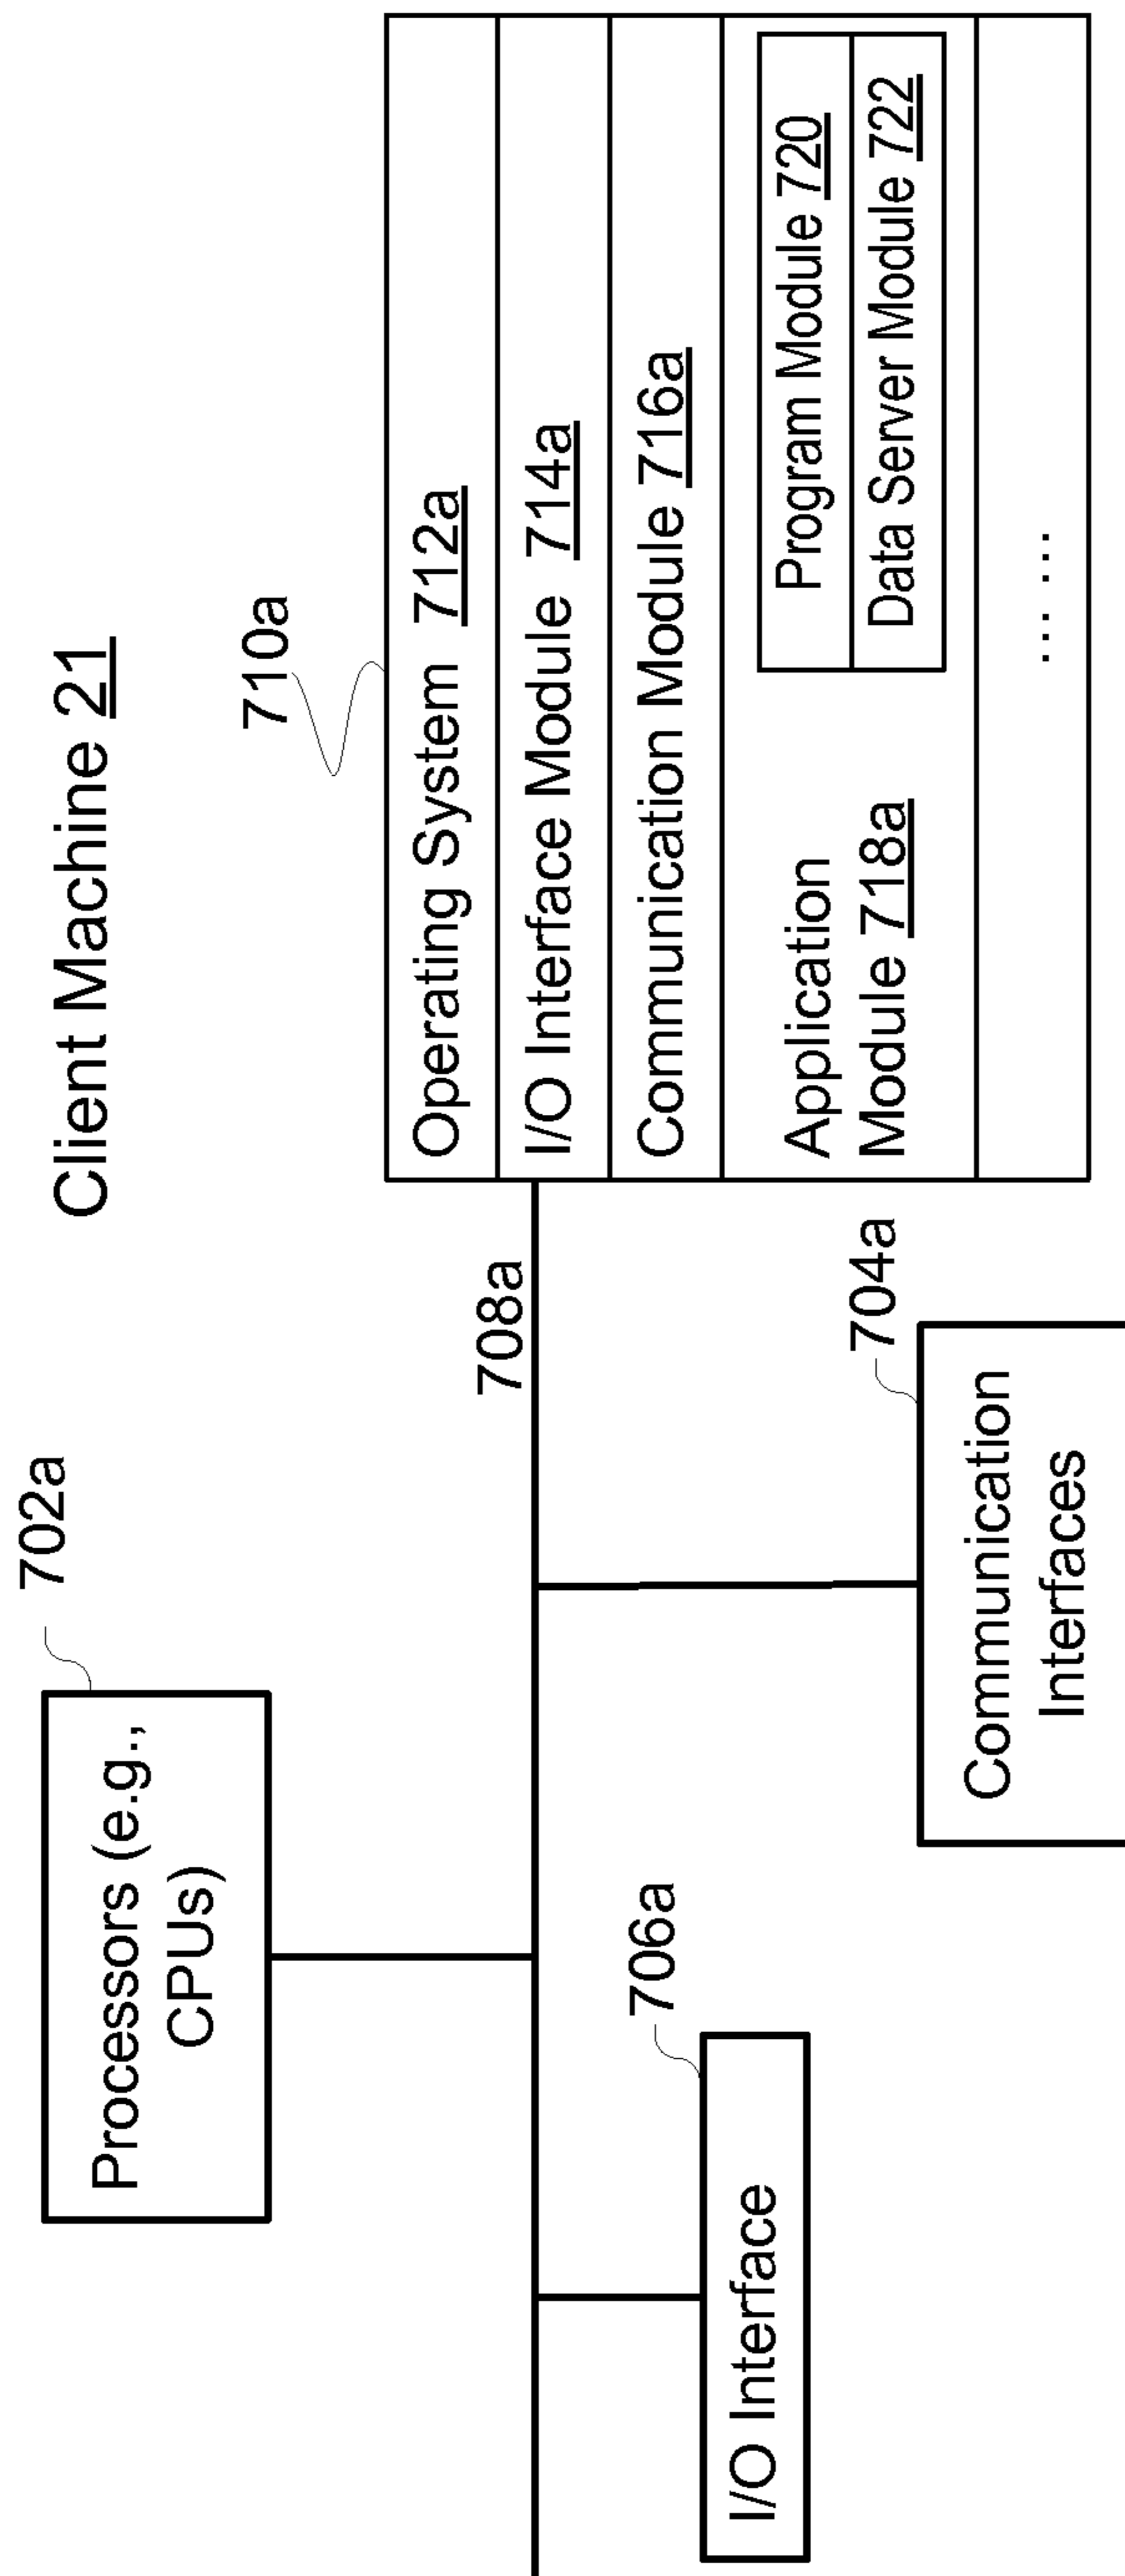 Client Machine 21
702a
Processors (e.g.,
CPUs)
710a
Operating System 712a
I/O Interface Module 714a
Communication Module 716a
Application
Module 718a
Program Module 720
Data Server Module 722
... ...
708a
706a
I/O Interface
704a
Communication
Interfaces